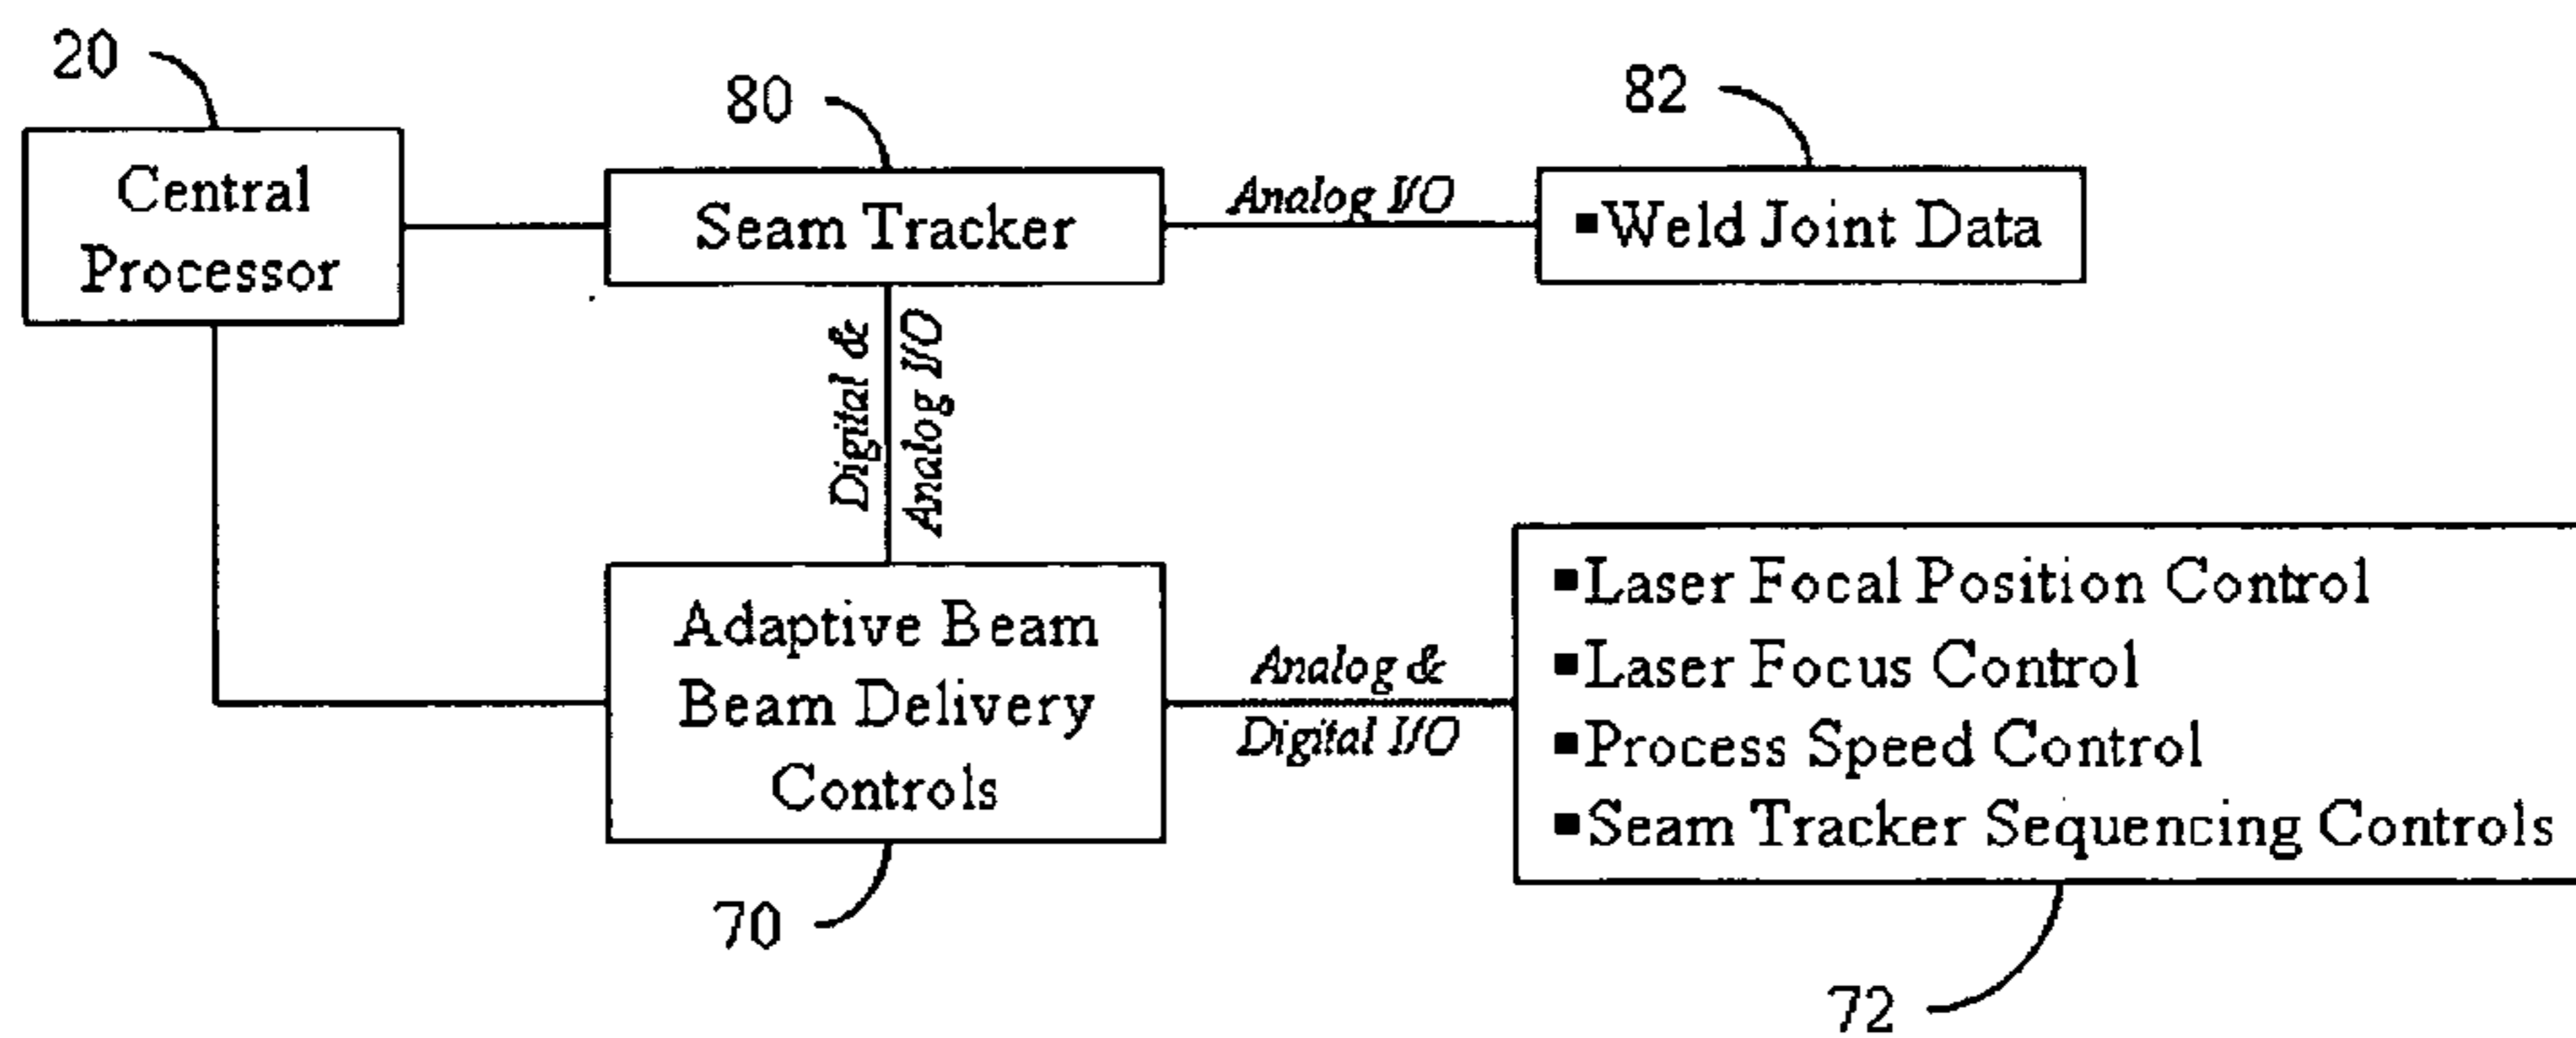 20
80
82
Central
Processor
Seam Tracker
Analog I/O
▪Weld Joint Data
Digital &
Analog I/O
Adaptive Beam
Beam Delivery
Controls
Analog &
Digital I/O
▪Laser Focal Position Control
▪Laser Focus Control
▪Process Speed Control
▪Seam Tracker Sequencing Controls
70
72